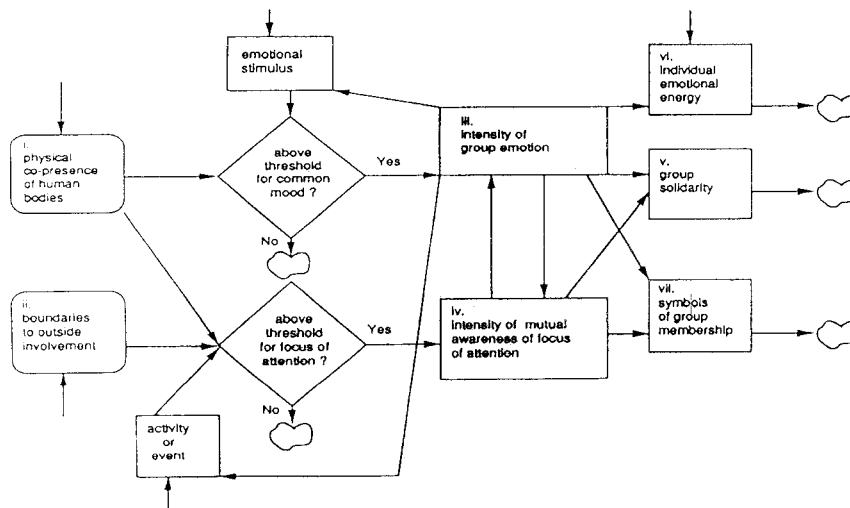 emotional
stimulus
i.
physical
co-presence
of human
bodies
above
threshold
for common
mood ?
Yes
No
iii.
intensity of
group emotion
vi.
individual
emotional
energy
v.
group
solidarity
ii.
boundaries
to outside
involvement
above
threshold
for focus of
attention ?
Yes
No
iv.
intensity of mutual
awareness of focus
of attention
vii.
symbols
of group
membership
activity
or
event